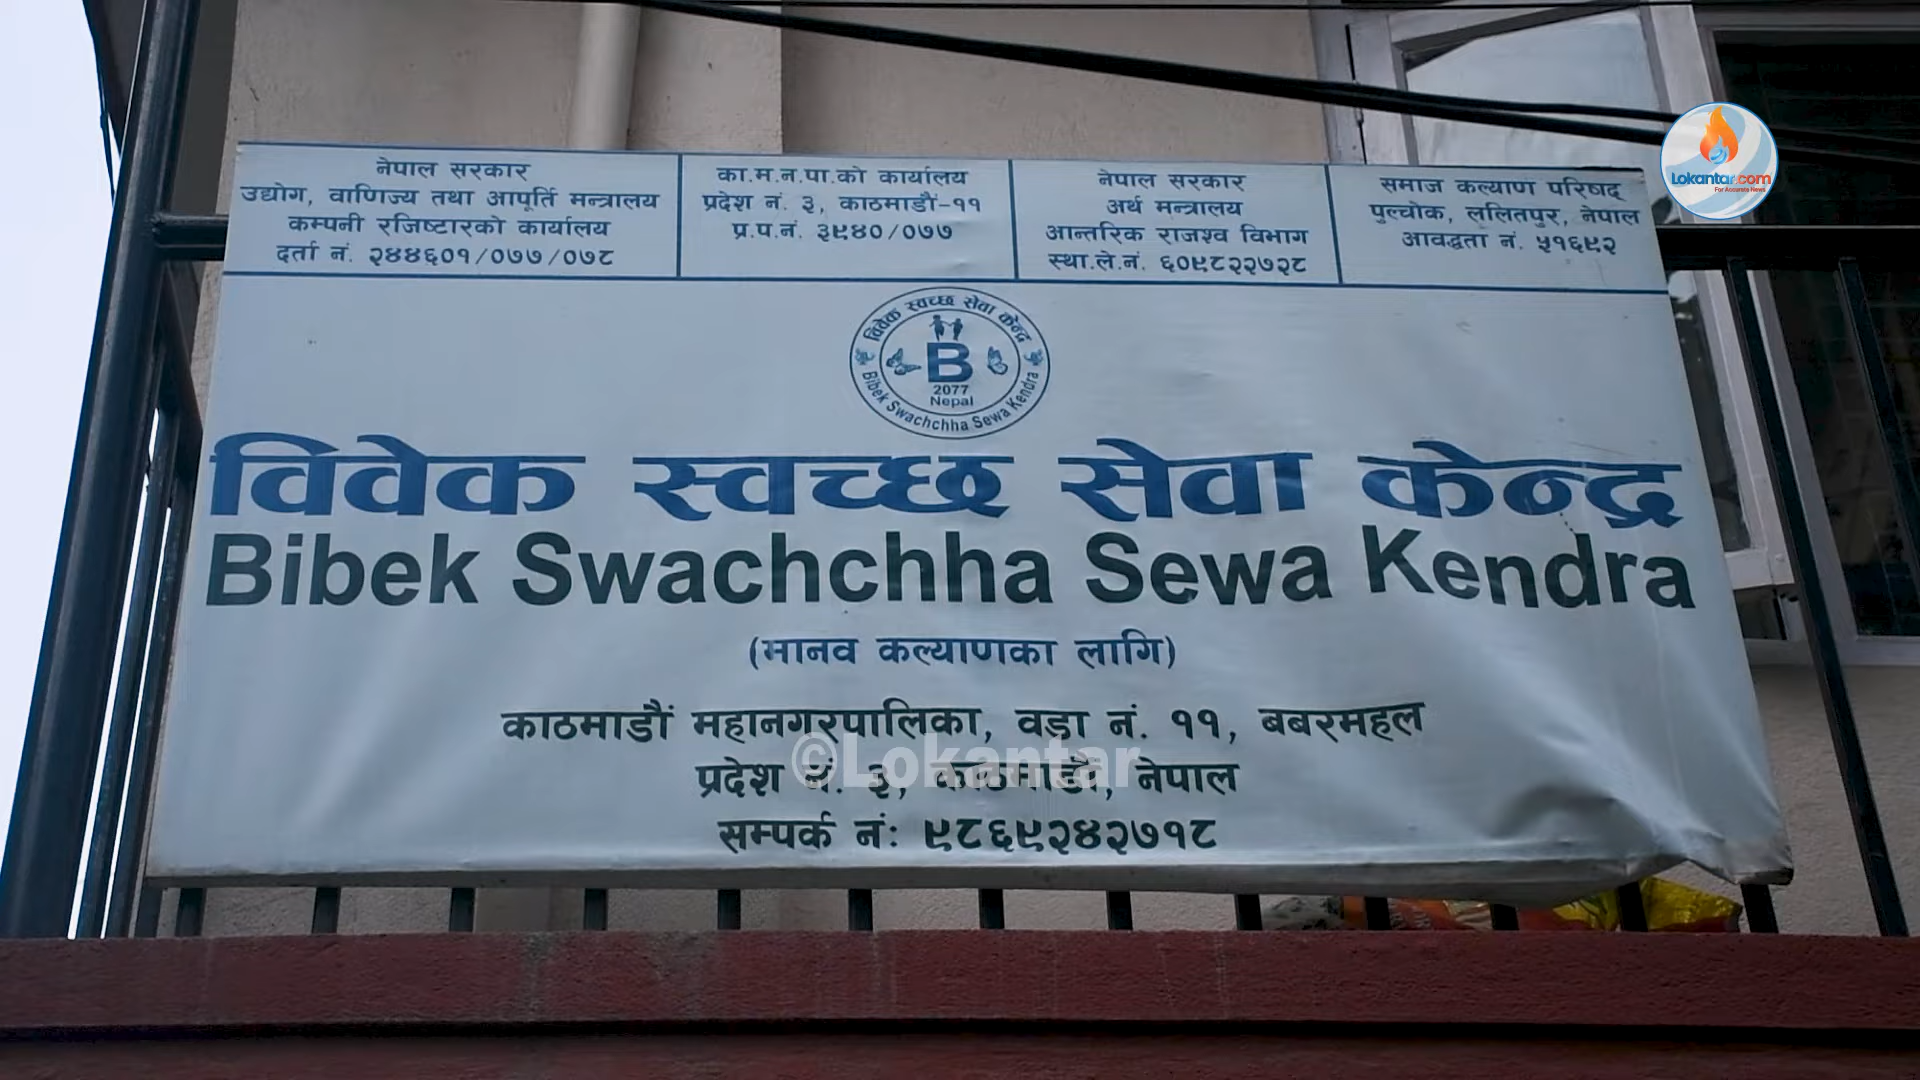 नेपाल सरकार
उद्योग, वाणिज्य तथा आपूर्ति मन्त्रालय
कम्पनी रजिष्टारको कार्यालय
दर्ता नं. २४४६०१/०७७/०७८
का.म.न.पा.को कार्यालय
प्रदेश नं. ३, काठमाडौं-११
प्र.प.नं. ३९४०/०७७
नेपाल सरकार
अर्थ मन्त्रालय
आन्तरिक राजश्व विभाग
स्था.ले.नं. ६०९८२२७२८
समाज कल्याण परिषद्
पुल्चोक, ललितपुर, नेपाल
आवद्धता नं. ५१६९२
Lokantar.com
For Accurate News
विवेक स्वच्छ सेवा केन्द्र
B
2077
Nepal
Bibek Swachchha Sewa Kendra
विवेक स्वच्छ सेवा केन्द्र
Bibek Swachchha Sewa Kendra
(मानव कल्याणका लागि)
काठमाडौं महानगरपालिका, वडा नं. ११, बबरमहल
©Lokantar
प्रदेश नं. ३, काठमाडौं, नेपाल
सम्पर्क नं: ९८६९२४२७१८